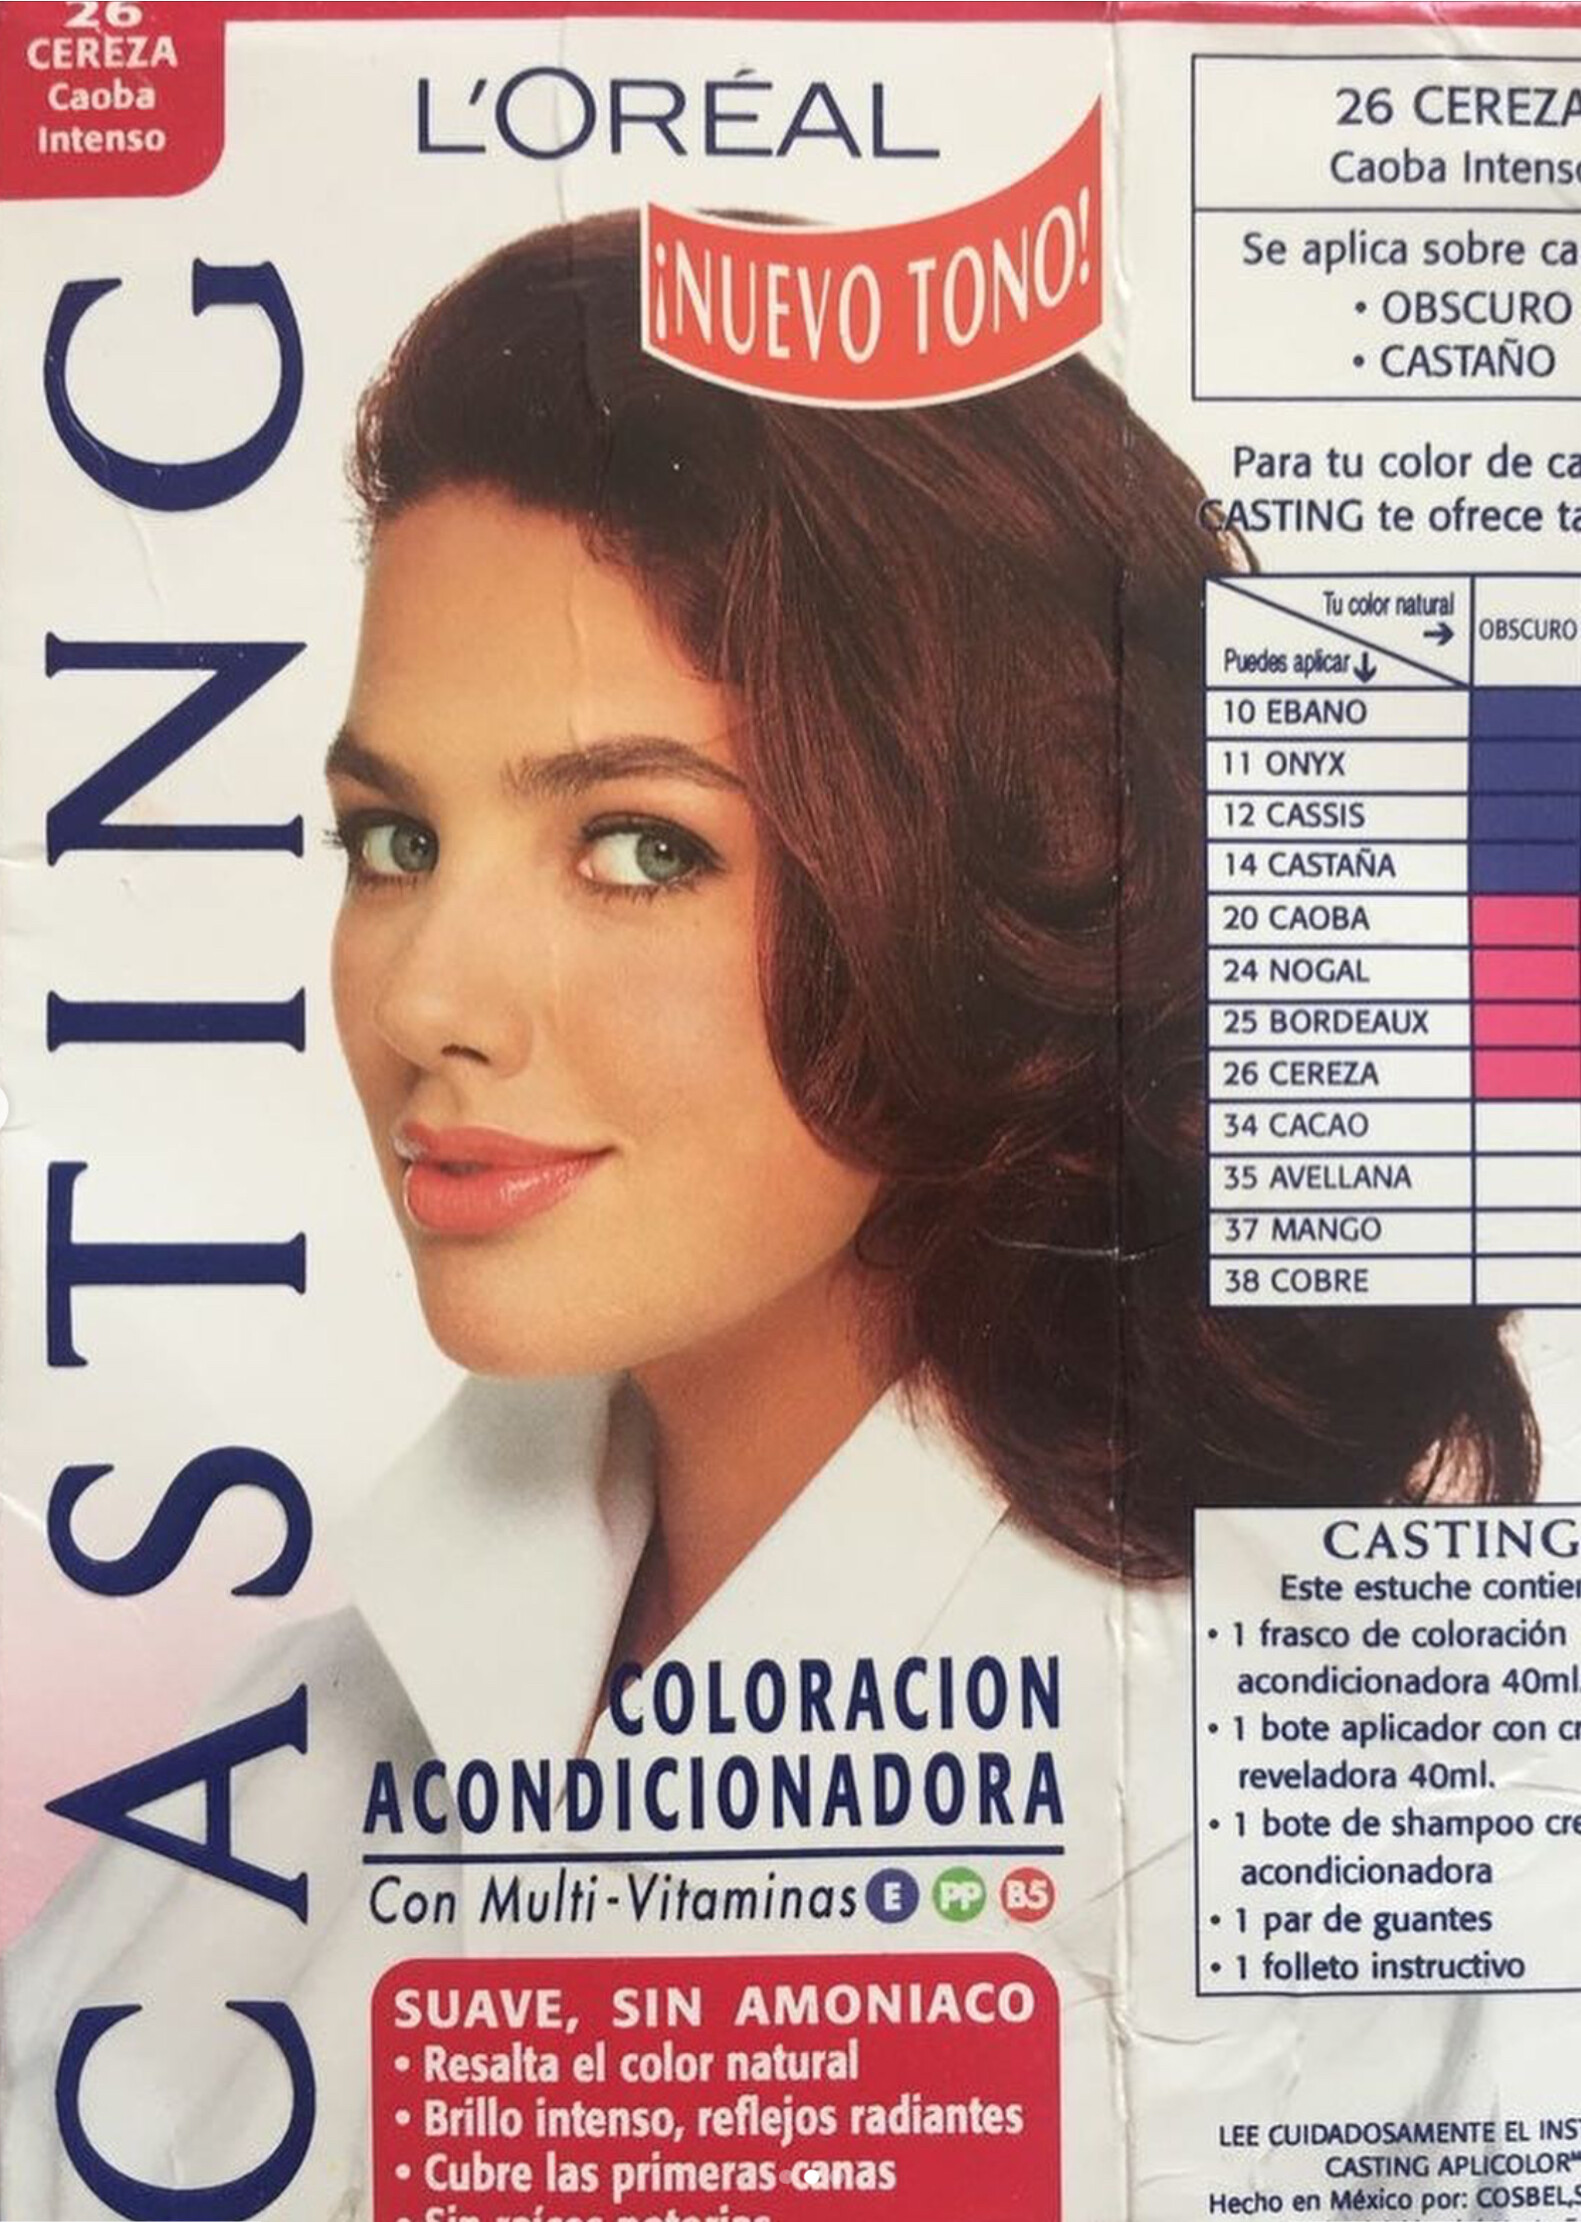 26
CEREZA
Caoba
Intenso
L'ORÉAL
¡NUEVO TONO!
CASTING
COLORACION
ACONDICIONADORA
Con Multi-Vitaminas E PP B5
SUAVE, SIN AMONIACO
• Resalta el color natural
• Brillo intenso, reflejos radiantes
• Cubre las primeras canas
• Sin raíces notorias
26 CEREZA
Caoba Intenso
Se aplica sobre ca
• OBSCURO
• CASTAÑO
Para tu color de ca
CASTING te ofrece ta
Tu color natural →
Puedes aplicar ↓
OBSCURO
10 EBANO
11 ONYX
12 CASSIS
14 CASTAÑA
20 CAOBA
24 NOGAL
25 BORDEAUX
26 CEREZA
34 CACAO
35 AVELLANA
37 MANGO
38 COBRE
CASTING
Este estuche contien
• 1 frasco de coloración
acondicionadora 40ml.
• 1 bote aplicador con cr
reveladora 40ml.
• 1 bote de shampoo cre
acondicionadora
• 1 par de guantes
• 1 folleto instructivo
LEE CUIDADOSAMENTE EL INS
CASTING APLICOLOR
Hecho en México por: COSBEL,S